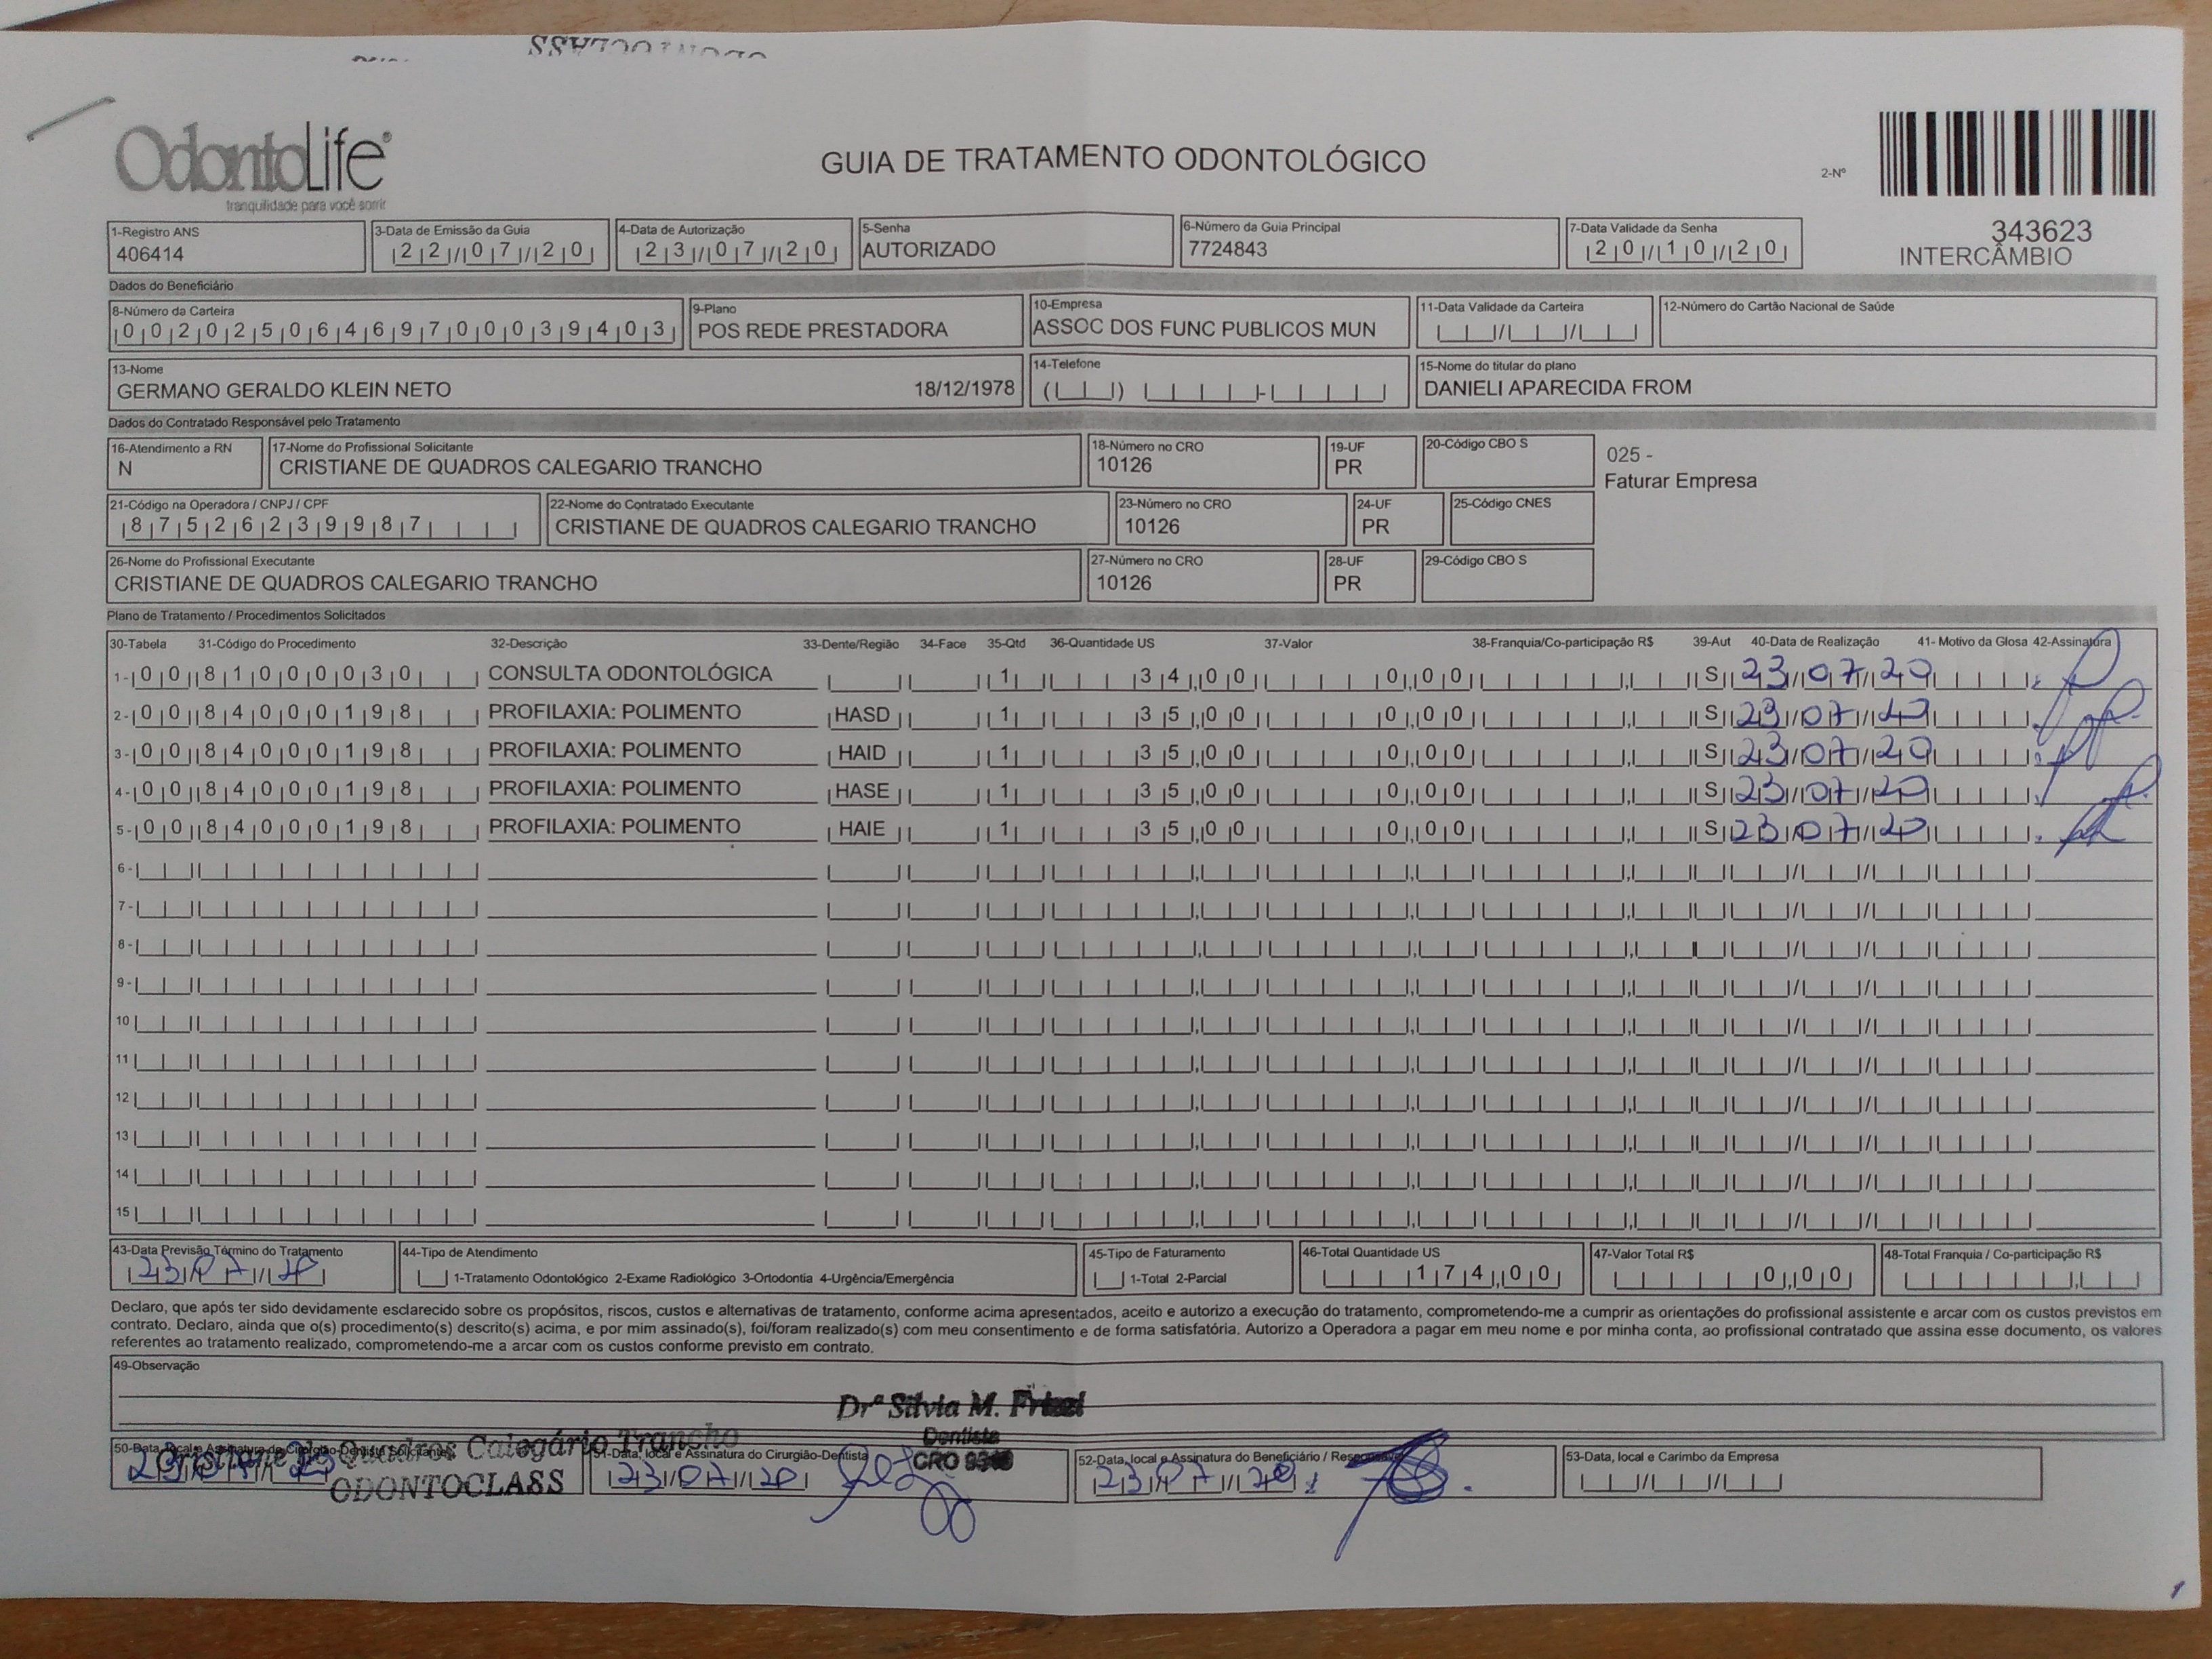 OdontoLife®
tranquilidade para você sorrir
GUIA DE TRATAMENTO ODONTOLÓGICO
2-Nº
343623
INTERCÂMBIO
1-Registro ANS
406414
3-Data de Emissão da Guia
22/07/20
4-Data de Autorização
23/07/20
5-Senha
AUTORIZADO
6-Número da Guia Principal
7724843
7-Data Validade da Senha
20/10/20
Dados do Beneficiário
8-Número da Carteira
00202506469700039403
9-Plano
POS REDE PRESTADORA
10-Empresa
ASSOC DOS FUNC PUBLICOS MUN
11-Data Validade da Carteira
12-Número do Cartão Nacional de Saúde
13-Nome
GERMANO GERALDO KLEIN NETO 18/12/1978
14-Telefone
15-Nome do titular do plano
DANIELI APARECIDA FROM
Dados do Contratado Responsável pelo Tratamento
16-Atendimento a RN
N
17-Nome do Profissional Solicitante
CRISTIANE DE QUADROS CALEGARIO TRANCHO
18-Número no CRO
10126
19-UF
PR
20-Código CBO S
025 -
Faturar Empresa
21-Código na Operadora / CNPJ / CPF
87526239987
22-Nome do Contratado Executante
CRISTIANE DE QUADROS CALEGARIO TRANCHO
23-Número no CRO
10126
24-UF
PR
25-Código CNES
26-Nome do Profissional Executante
CRISTIANE DE QUADROS CALEGARIO TRANCHO
27-Número no CRO
10126
28-UF
PR
29-Código CBO S
Plano de Tratamento / Procedimentos Solicitados
30-Tabela 31-Código do Procedimento 32-Descrição 33-Dente/Região 34-Face 35-Qtd 36-Quantidade US 37-Valor 38-Franquia/Co-participação R$ 39-Aut 40-Data de Realização 41- Motivo da Glosa 42-Assinatura
1- 00 81000030 CONSULTA ODONTOLÓGICA 1 34,00 0,00 S 23/07/20
2- 00 84000198 PROFILAXIA: POLIMENTO HASD 1 35,00 0,00 S 23/07/20
3- 00 84000198 PROFILAXIA: POLIMENTO HAID 1 35,00 0,00 S 23/07/20
4- 00 84000198 PROFILAXIA: POLIMENTO HASE 1 35,00 0,00 S 23/07/20
5- 00 84000198 PROFILAXIA: POLIMENTO HAIE 1 35,00 0,00 S 23/07/20
6-
7-
8-
9-
10
11
12
13
14
15
43-Data Previsão Término do Tratamento
23/07/20
44-Tipo de Atendimento
1-Tratamento Odontológico 2-Exame Radiológico 3-Ortodontia 4-Urgência/Emergência
45-Tipo de Faturamento
1-Total 2-Parcial
46-Total Quantidade US
174,00
47-Valor Total R$
0,00
48-Total Franquia / Co-participação R$
Declaro, que após ter sido devidamente esclarecido sobre os propósitos, riscos, custos e alternativas de tratamento, conforme acima apresentados, aceito e autorizo a execução do tratamento, comprometendo-me a cumprir as orientações do profissional assistente e arcar com os custos previstos em
contrato. Declaro, ainda que o(s) procedimento(s) descrito(s) acima, e por mim assinado(s), foi/foram realizado(s) com meu consentimento e de forma satisfatória. Autorizo a Operadora a pagar em meu nome e por minha conta, ao profissional contratado que assina esse documento, os valores
referentes ao tratamento realizado, comprometendo-me a arcar com os custos conforme previsto em contrato.
49-Observação
Drª Silvia M.
Dentista
CRO
50-Data, local e Assinatura do Cirurgião-Dentista Solicitante
Cristiane de Quadros Calegário Trancho
ODONTOCLASS
23/07/20
51-Data, local e Assinatura do Cirurgião-Dentista
23/07/20
52-Data, local e Assinatura do Beneficiário /
23/07/20
53-Data, local e Carimbo da Empresa